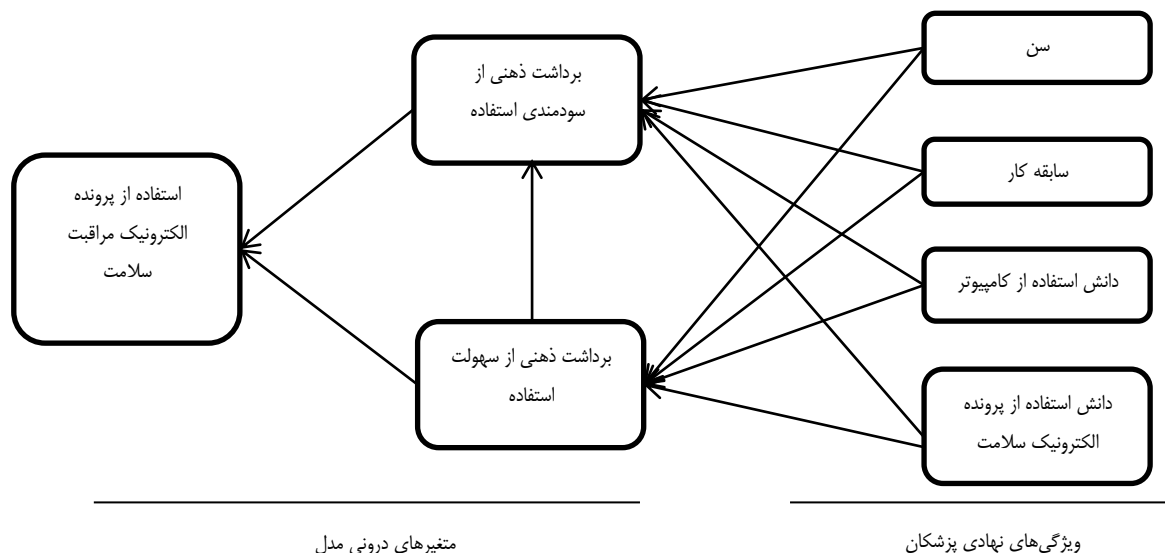 سن
سابقه کار
دانش استفاده از کامپیوتر
دانش استفاده از پرونده
الکترونیک سلامت
برداشت ذهنی از
سودمندی استفاده
برداشت ذهنی از سهولت
استفاده
استفاده از پرونده
الکترونیک مراقبت
سلامت
ویژگی‌های نهادی پزشکان
متغیرهای درونی مدل